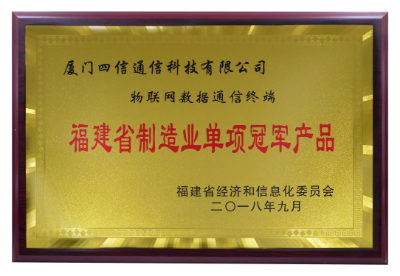 厦门四信通信科技有限公司
物联网数据通信终端
福建省制造业单项冠军产品
福建省经济和信息化委员会
二〇一八年九月